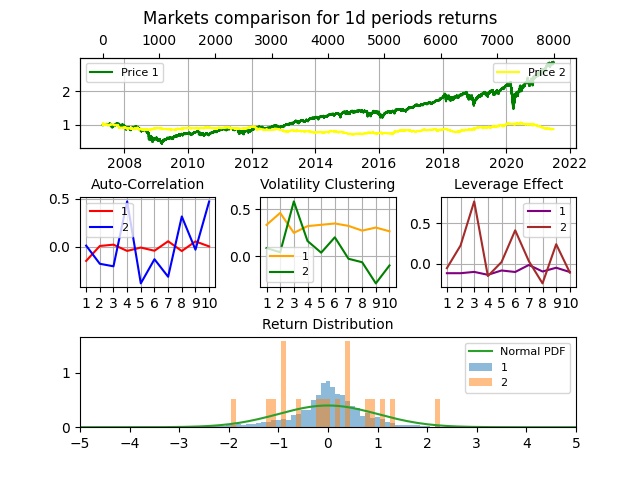 Markets comparison for 1d periods returns
0 1000 2000 3000 4000 5000 6000 7000 8000
Price 1
Price 2
2
1
2008 2010 2012 2014 2016 2018 2020 2022
Auto-Correlation
Volatility Clustering
Leverage Effect
0.5
0.0
1
2
1 2 3 4 5 6 7 8 9 10
0.5
0.0
1
2
1 2 3 4 5 6 7 8 9 10
0.5
0.0
1
2
1 2 3 4 5 6 7 8 9 10
Return Distribution
1
0
Normal PDF
1
2
−5 −4 −3 −2 −1 0 1 2 3 4 5